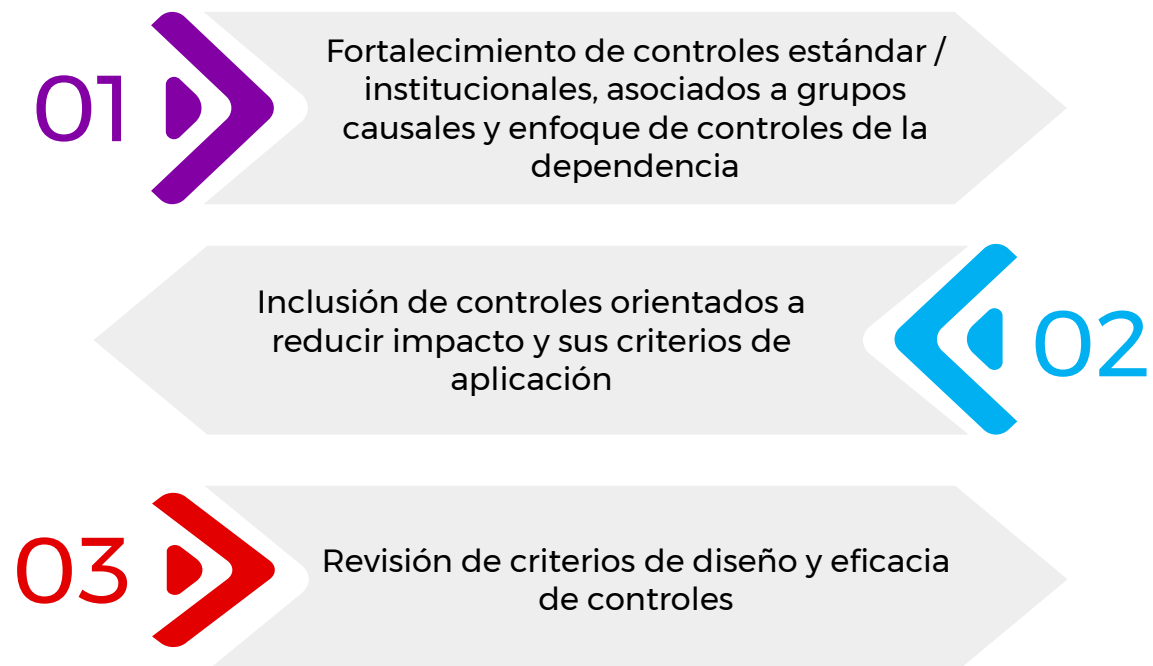 01
Fortalecimiento de controles estándar /
institucionales, asociados a grupos
causales y enfoque de controles de la
dependencia
Inclusión de controles orientados a
reducir impacto y sus criterios de
aplicación
02
03
Revisión de criterios de diseño y eficacia
de controles